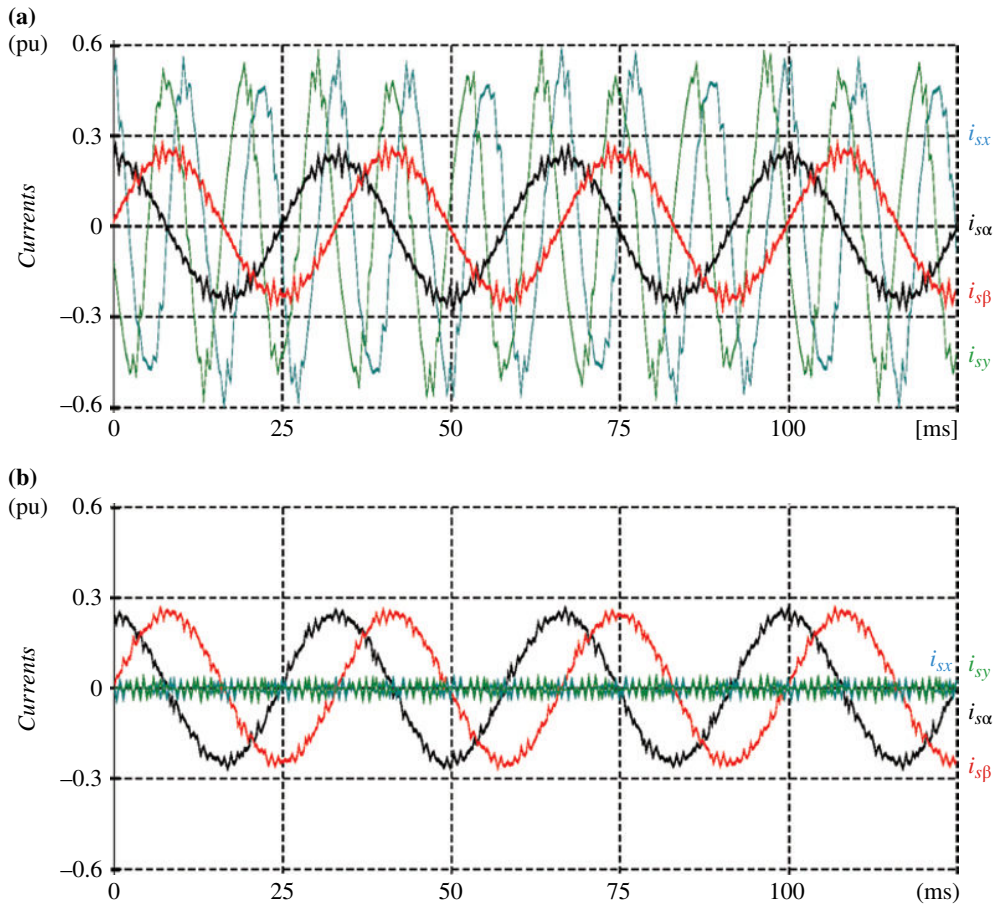 (a)
(pu)
0.6
0.3
0
–0.3
–0.6
Currents
i_sx
i_sα
i_sβ
i_sy
0 25 50 75 100 [ms]
(b)
(pu)
0.6
0.3
0
–0.3
–0.6
Currents
i_sx i_sy
i_sα
i_sβ
0 25 50 75 100 (ms)